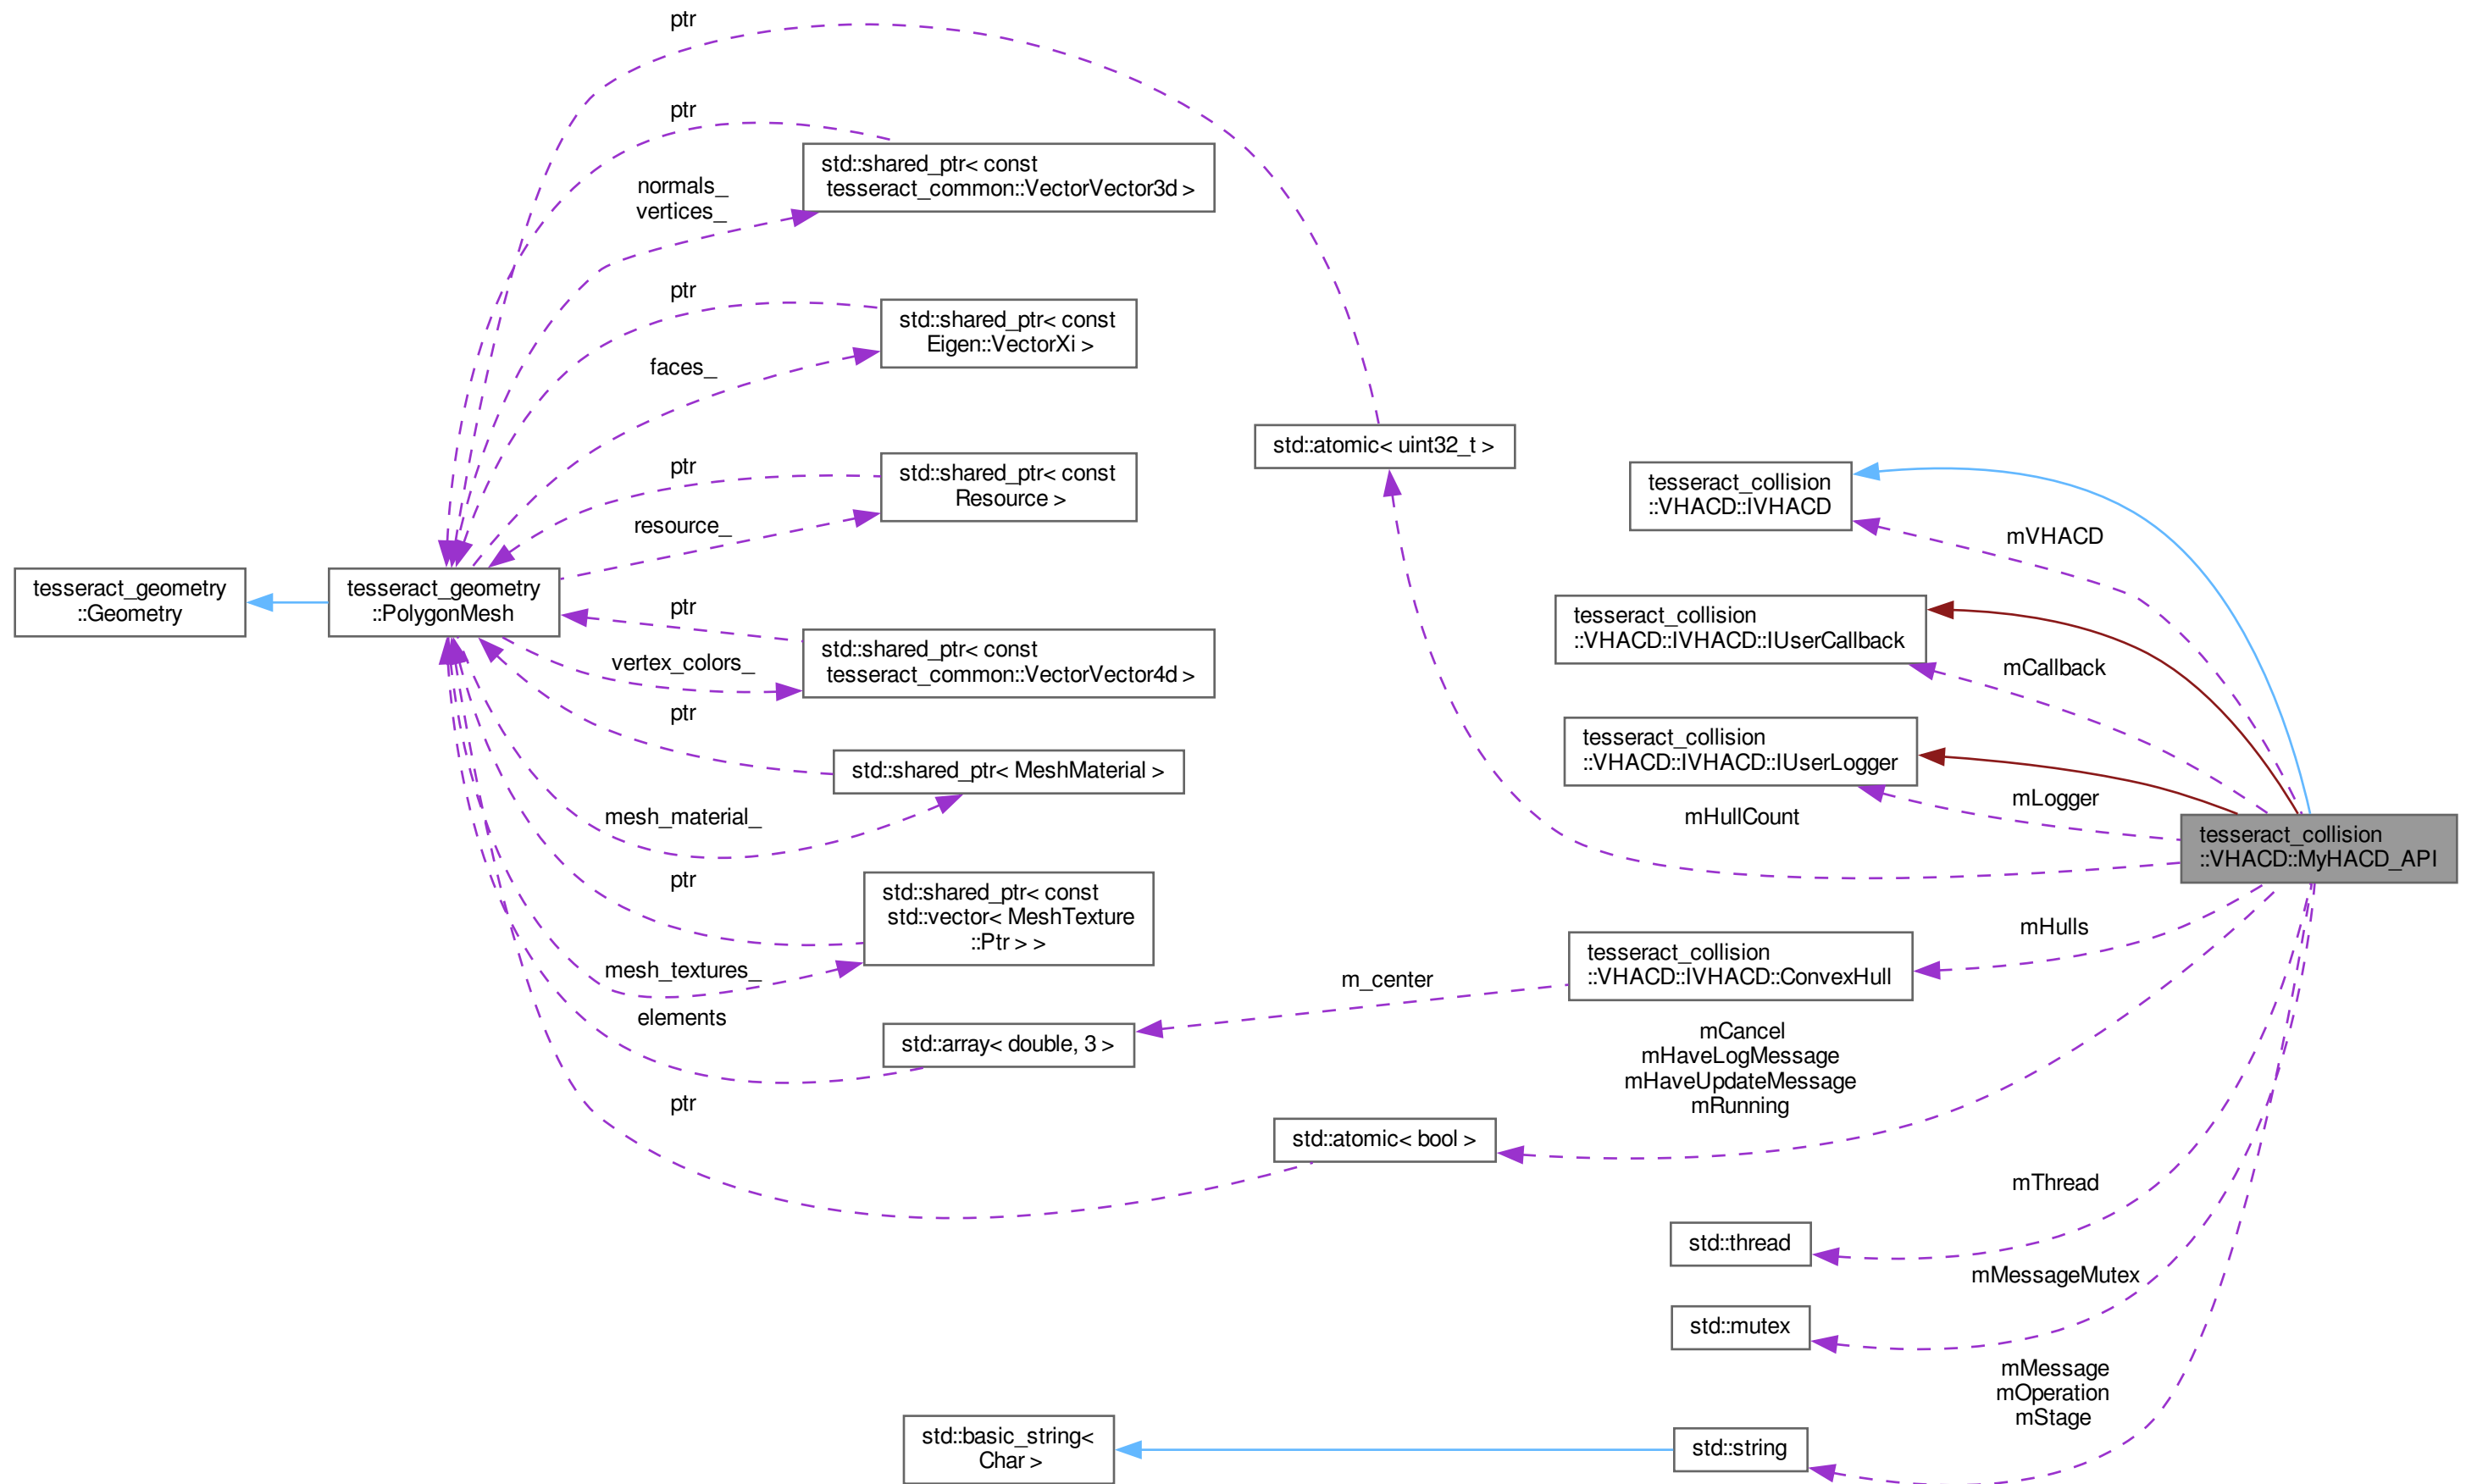 ptr
ptr
std::shared_ptr< const
tesseract_common::VectorVector3d >
normals_
vertices_
ptr
std::shared_ptr< const
Eigen::VectorXi >
faces_
std::atomic< uint32_t >
ptr
std::shared_ptr< const
Resource >
resource_
tesseract_collision
::VHACD::IVHACD
mVHACD
tesseract_geometry
::Geometry
tesseract_geometry
::PolygonMesh
ptr
std::shared_ptr< const
tesseract_common::VectorVector4d >
vertex_colors_
tesseract_collision
::VHACD::IVHACD::IUserCallback
mCallback
ptr
std::shared_ptr< MeshMaterial >
mesh_material_
tesseract_collision
::VHACD::IVHACD::IUserLogger
mLogger
mHullCount
tesseract_collision
::VHACD::MyHACD_API
ptr
std::shared_ptr< const
std::vector< MeshTexture
::Ptr > >
mesh_textures_
mHulls
tesseract_collision
::VHACD::IVHACD::ConvexHull
m_center
elements
std::array< double, 3 >
mCancel
mHaveLogMessage
mHaveUpdateMessage
mRunning
ptr
std::atomic< bool >
mThread
std::thread
mMessageMutex
std::mutex
mMessage
mOperation
mStage
std::basic_string<
Char >
std::string